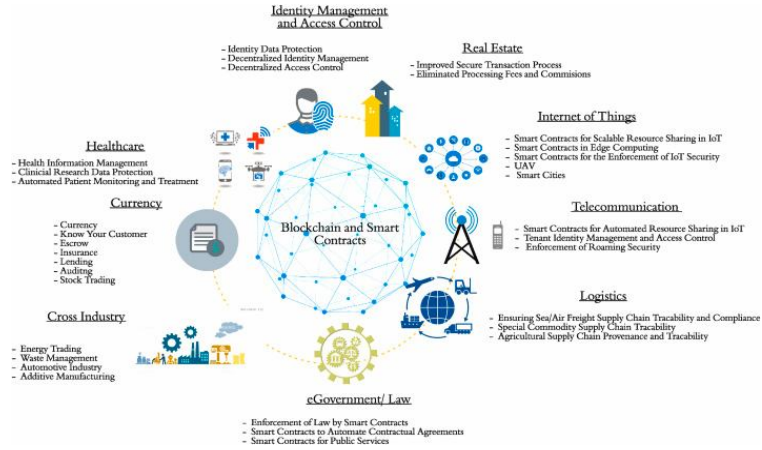 Identity Management
and Access Control
- Identity Data Protection
- Decentralized Identity Management
- Decentralized Access Control
Real Estate
- Improved Secure Transaction Process
- Eliminated Processing Fees and Commisions
Internet of Things
- Smart Contracts for Scalable Resource Sharing in IoT
- Smart Contracts in Edge Computing
- Smart Contracts for the Enforcement of IoT Security
- UAV
- Smart Cities
Healthcare
- Health Information Management
- Clinicial Research Data Protection
- Automated Patient Monitoring and Treatment
Currency
- Currency
- Know Your Customer
- Escrow
- Insurance
- Lending
- Auditng
- Stock Trading
Blockchain and Smart
Contracts
Telecommunication
- Smart Contracts for Automated Resource Sharing in IoT
- Tenant Identity Management and Access Control
- Enforcement of Roaming Security
Logistics
- Ensuring Sea/Air Freight Supply Chain Tracability and Compliance
- Special Commodity Supply Chain Tracability
- Agricultural Supply Chain Provenance and Tracability
Cross Industry
- Energy Trading
- Waste Management
- Automotive Industry
- Additive Manufacturing
eGovernment/ Law
- Enforcement of Law by Smart Contracts
- Smart Contracts to Automate Contractual Agreements
- Smart Contracts for Public Services